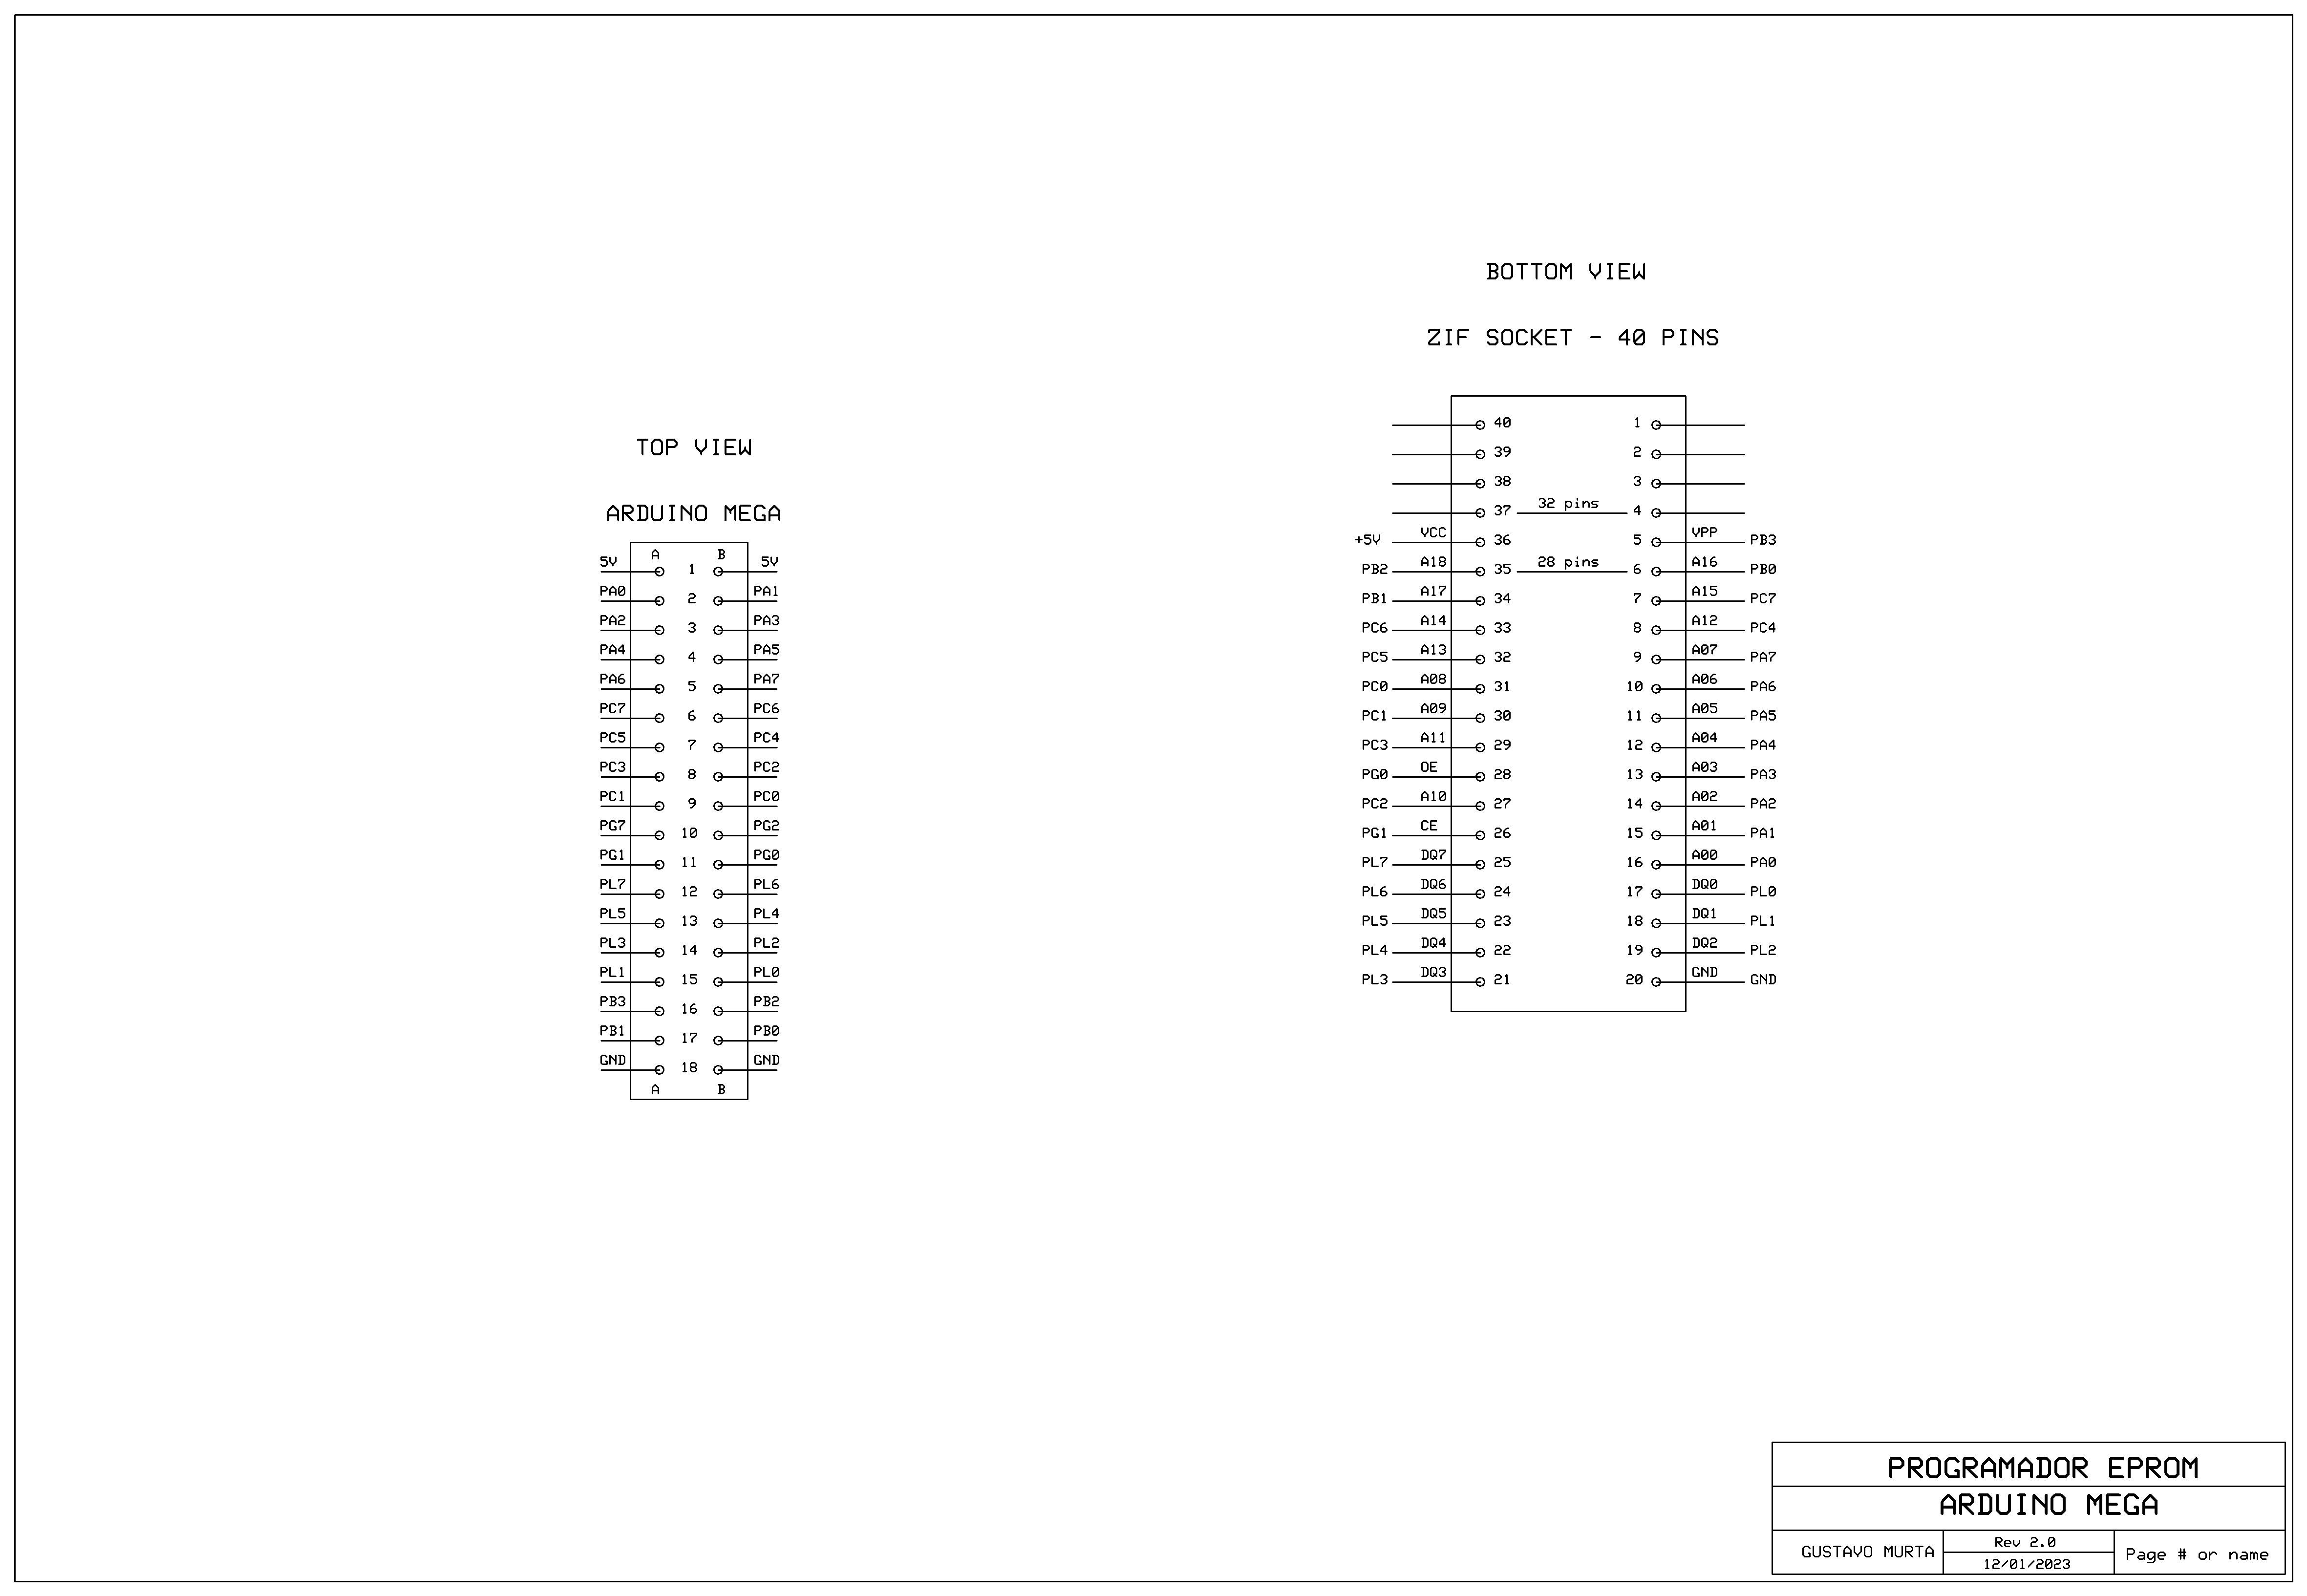 BOTTOM VIEW
ZIF SOCKET - 40 PINS
TOP VIEW
ARDUINO MEGA
A B
5V 1 5V
PA0 2 PA1
PA2 3 PA3
PA4 4 PA5
PA6 5 PA7
PC7 6 PC6
PC5 7 PC4
PC3 8 PC2
PC1 9 PC0
PG7 10 PG2
PG1 11 PG0
PL7 12 PL6
PL5 13 PL4
PL3 14 PL2
PL1 15 PL0
PB3 16 PB2
PB1 17 PB0
GND 18 GND
A B
40 1
39 2
38 3
37 32 pins 4
+5V VCC 36 5 VPP PB3
PB2 A18 35 28 pins 6 A16 PB0
PB1 A17 34 7 A15 PC7
PC6 A14 33 8 A12 PC4
PC5 A13 32 9 A07 PA7
PC0 A08 31 10 A06 PA6
PC1 A09 30 11 A05 PA5
PC3 A11 29 12 A04 PA4
PG0 OE 28 13 A03 PA3
PC2 A10 27 14 A02 PA2
PG1 CE 26 15 A01 PA1
PL7 DQ7 25 16 A00 PA0
PL6 DQ6 24 17 DQ0 PL0
PL5 DQ5 23 18 DQ1 PL1
PL4 DQ4 22 19 DQ2 PL2
PL3 DQ3 21 20 GND GND
PROGRAMADOR EPROM
ARDUINO MEGA
GUSTAVO MURTA
Rev 2.0
12/01/2023
Page # or name